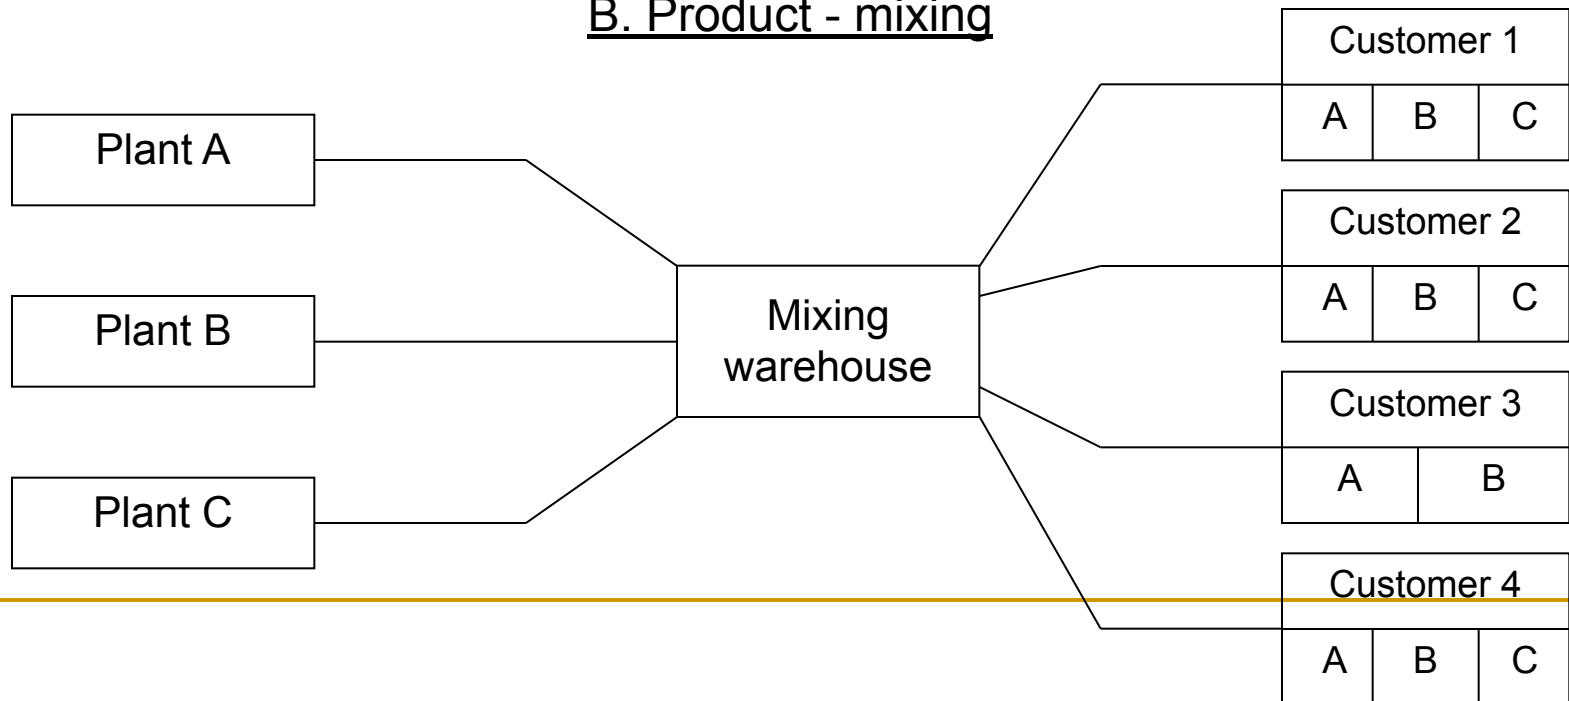 B. Product - mixing
Plant A
Plant B
Plant C
Mixing
warehouse
Customer 1
A B C
Customer 2
A B C
Customer 3
A B
Customer 4
A B C